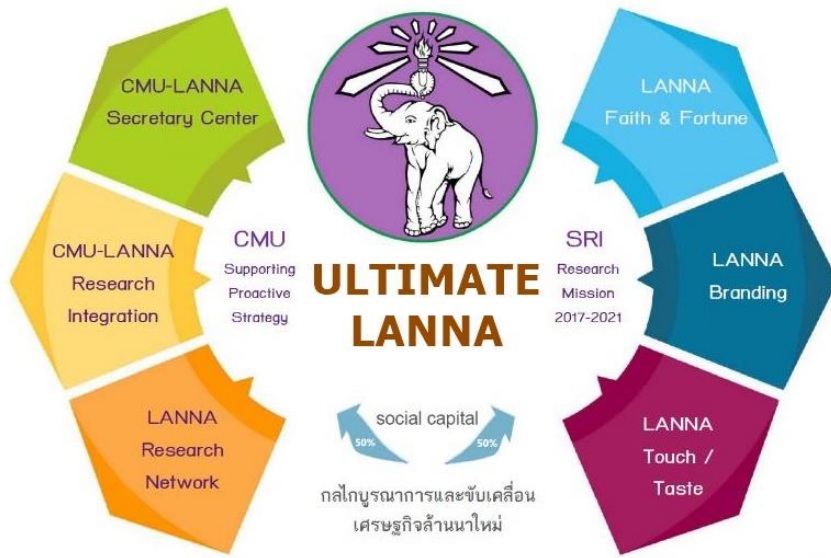 CMU-LANNA
Secretary Center
CMU-LANNA
Research
Integration
LANNA
Research
Network
CMU
Supporting
Proactive
Strategy
ULTIMATE
LANNA
SRI
Research
Mission
2017-2021
LANNA
Faith & Fortune
LANNA
Branding
LANNA
Touch /
Taste
social capital
50%
50%
กลไกบูรณาการและขับเคลื่อน
เศรษฐกิจล้านนาใหม่